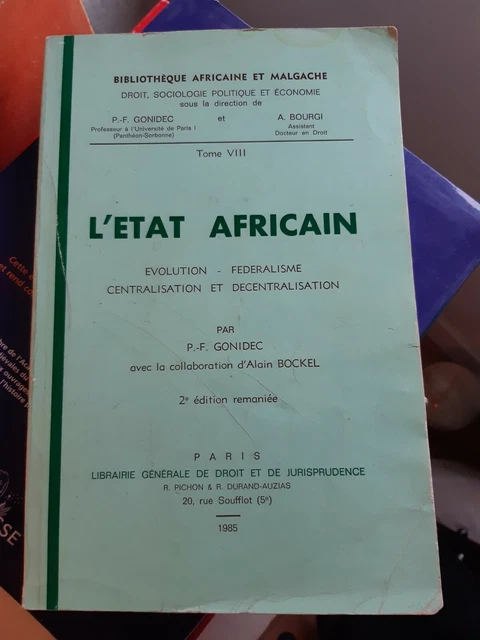 BIBLIOTHÈQUE AFRICAINE ET MALGACHE
DROIT, SOCIOLOGIE POLITIQUE ET ÉCONOMIE
sous la direction de
P.-F. GONIDEC et A. BOURGI
Professeur à l'Université de Paris I Assistant
(Panthéon-Sorbonne) Docteur en Droit
Tome VIII
L'ETAT AFRICAIN
EVOLUTION - FEDERALISME
CENTRALISATION ET DECENTRALISATION
PAR
P.-F. GONIDEC
avec la collaboration d'Alain BOCKEL
2e édition remaniée
PARIS
LIBRAIRIE GÉNÉRALE DE DROIT ET DE JURISPRUDENCE
R. PICHON & R. DURAND-AUZIAS
20, rue Soufflot (5e)
1985
Cette
et rend